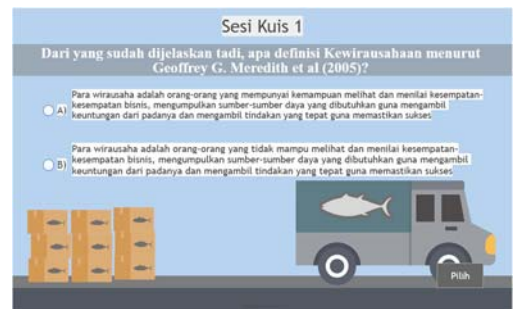 Sesi Kuis 1
Dari yang sudah dijelaskan tadi, apa definisi Kewirausahaan menurut
Geoffrey G. Meredith et al (2005)?
A) Para wirausaha adalah orang-orang yang mempunyai kemampuan melihat dan menilai kesempatan-
kesempatan bisnis, mengumpulkan sumber-sumber daya yang dibutuhkan guna mengambil
keuntungan dari padanya dan mengambil tindakan yang tepat guna memastikan sukses
B) Para wirausaha adalah orang-orang yang tidak mampu melihat dan menilai kesempatan-
kesempatan bisnis, mengumpulkan sumber-sumber daya yang dibutuhkan guna mengambil
keuntungan dari padanya dan mengambil tindakan yang tepat guna memastikan sukses
Pilih